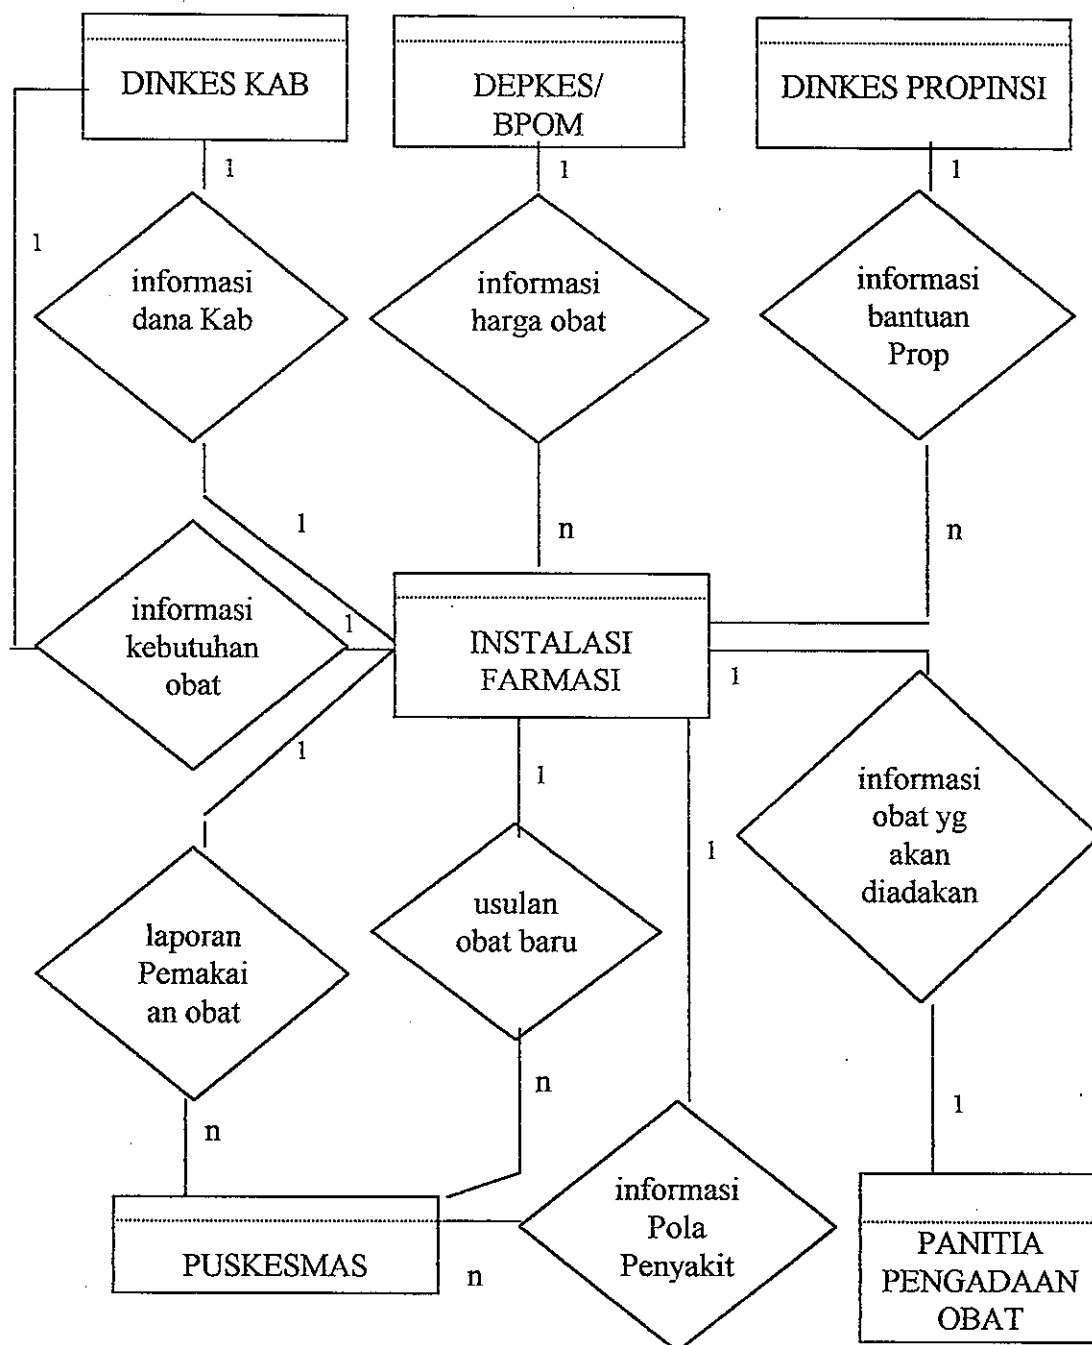 DINKES KAB
DEPKES/
BPOM
DINKES PROPINSI
1
1
1
1
informasi
dana Kab
informasi
harga obat
informasi
bantuan
Prop
1
n
n
informasi
kebutuhan
obat
1
INSTALASI
FARMASI
1
1
1
informasi
obat yg
akan
diadakan
1
laporan
Pemakai
an obat
usulan
obat baru
n
n
1
informasi
Pola
Penyakit
PUSKESMAS
n
PANITIA
PENGADAAN
OBAT